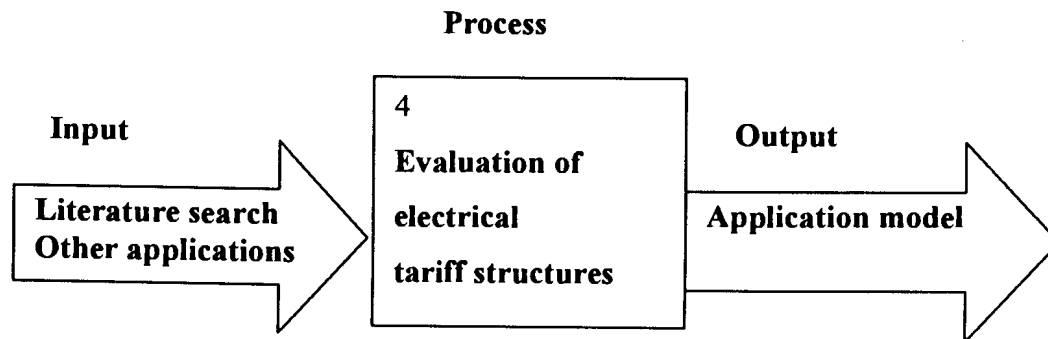 Process
Input
Literature search
Other applications
4
Evaluation of
electrical
tariff structures
Output
Application model